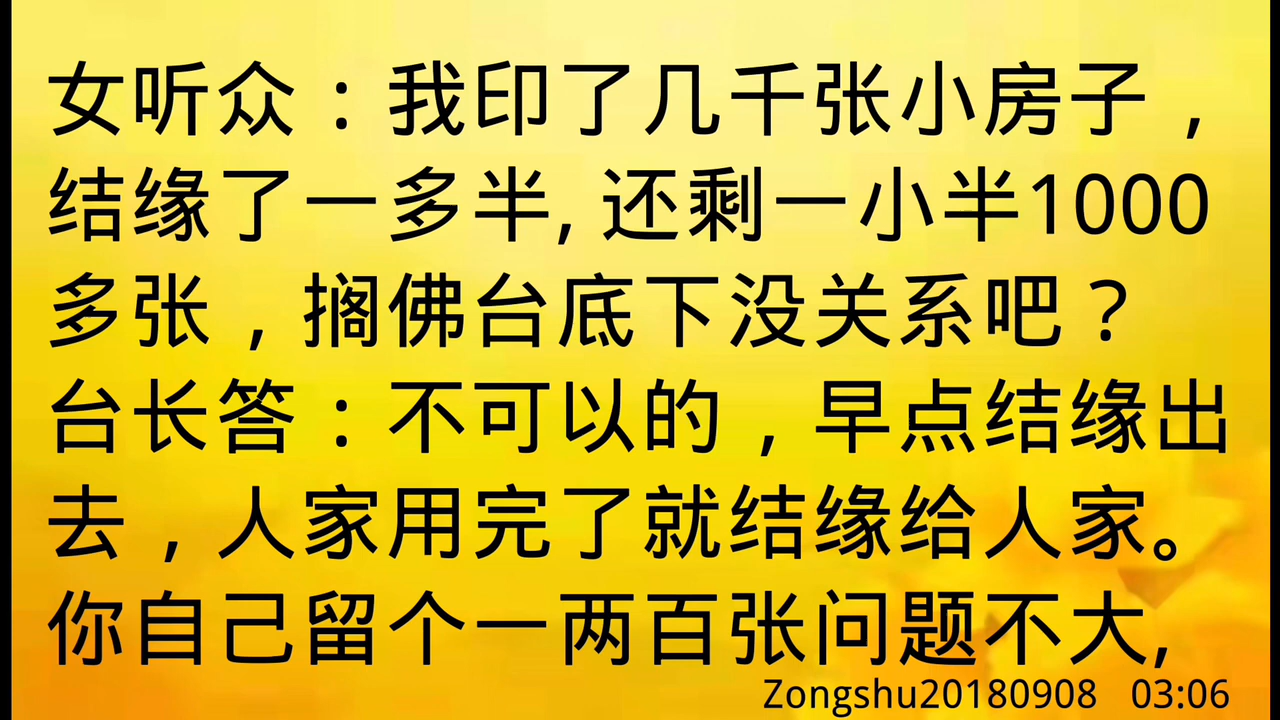 女听众：我印了几千张小房子，
结缘了一多半, 还剩一小半1000
多张，搁佛台底下没关系吧？
台长答：不可以的，早点结缘出
去，人家用完了就结缘给人家。
你自己留个一两百张问题不大,
Zongshu20180908 03:06